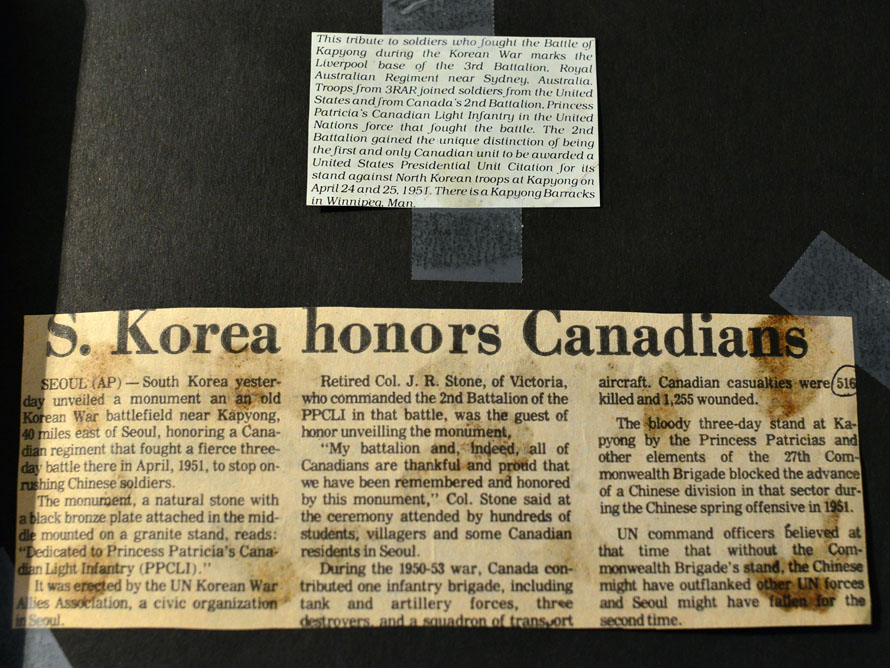 This tribute to soldiers who fought the Battle of
Kapyong during the Korean War marks the
Liverpool base of the 3rd Battalion, Royal
Australian Regiment near Sydney, Australia.
Troops from 3RAR joined soldiers from the United
States and from Canada's 2nd Battalion, Princess
Patricia's Canadian Light Infantry in the United
Nations force that fought the battle. The 2nd
Battalion gained the unique distinction of being
the first and only Canadian unit to be awarded a
United States Presidential Unit Citation for its
stand against North Korean troops at Kapyong on
April 24 and 25, 1951. There is a Kapyong Barracks
in Winnipeg, Man.
S. Korea honors Canadians
SEOUL (AP) — South Korea yester-
day unveiled a monument an an old
Korean War battlefield near Kapyong,
40 miles east of Seoul, honoring a Cana-
dian regiment that fought a fierce three-
day battle there in April, 1951, to stop on-
rushing Chinese soldiers.
The monument, a natural stone with
a black bronze plate attached in the mid-
dle mounted on a granite stand, reads:
"Dedicated to Princess Patricia's Cana-
dian Light Infantry (PPCLI)."
It was erected by the UN Korean War
Allies Association, a civic organization
in Seoul.
Retired Col. J. R. Stone, of Victoria,
who commanded the 2nd Battalion of the
PPCLI in that battle, was the guest of
honor unveilling the monument,
"My battalion and, indeed, all of
Canadians are thankful and proud that
we have been remembered and honored
by this monument," Col. Stone said at
the ceremony attended by hundreds of
students, villagers and some Canadian
residents in Seoul.
During the 1950-53 war, Canada con-
tributed one infantry brigade, including
tank and artillery forces, three
destroyers, and a squadron of transport
aircraft. Canadian casualties were 516
killed and 1,255 wounded.
The bloody three-day stand at Ka-
pyong by the Princess Patricias and
other elements of the 27th Com-
monwealth Brigade blocked the advance
of a Chinese division in that sector dur-
ing the Chinese spring offensive in 1951.
UN command officers believed at
that time that without the Com-
monwealth Brigade's stand, the Chinese
might have outflanked other UN forces
and Seoul might have fallen for the
second time.